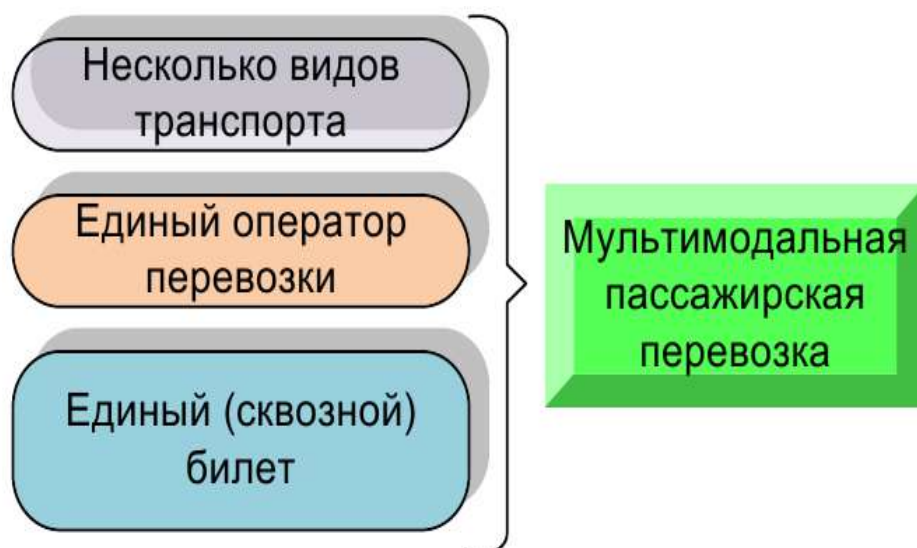 Несколько видов
транспорта
Единый оператор
перевозки
Единый (сквозной)
билет
Мультимодальная
пассажирская
перевозка